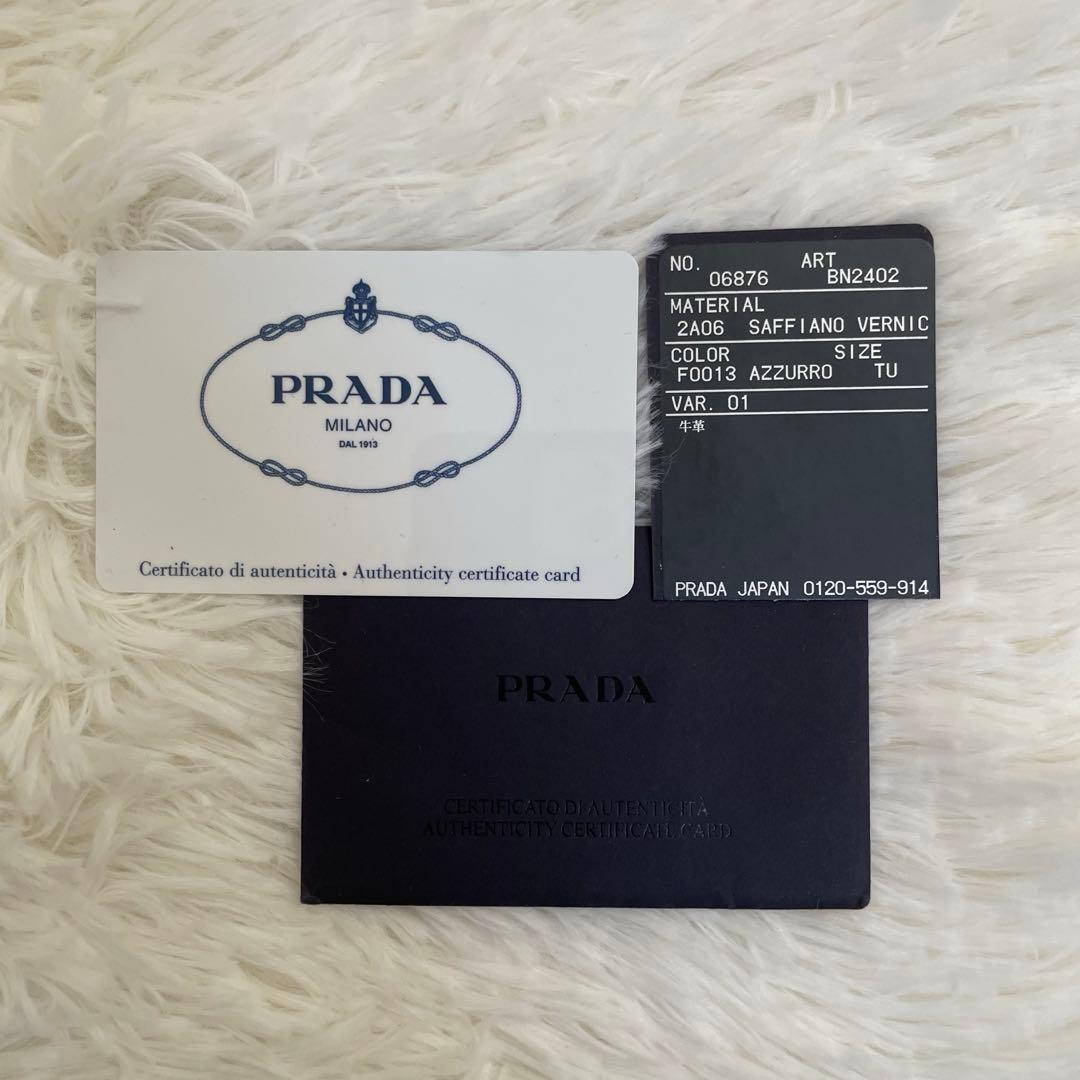 PRADA
MILANO
DAL 1913
Certificato di autenticità • Authenticity certificate card
NO. ART
06876 BN2402
MATERIAL
2A06 SAFFIANO VERNIC
COLOR SIZE
F0013 AZZURRO TU
VAR. 01
牛革
PRADA JAPAN 0120-559-914
PRADA
CERTIFICATO DI AUTENTICITÀ
AUTHENTICITY CERTIFICATE CARD